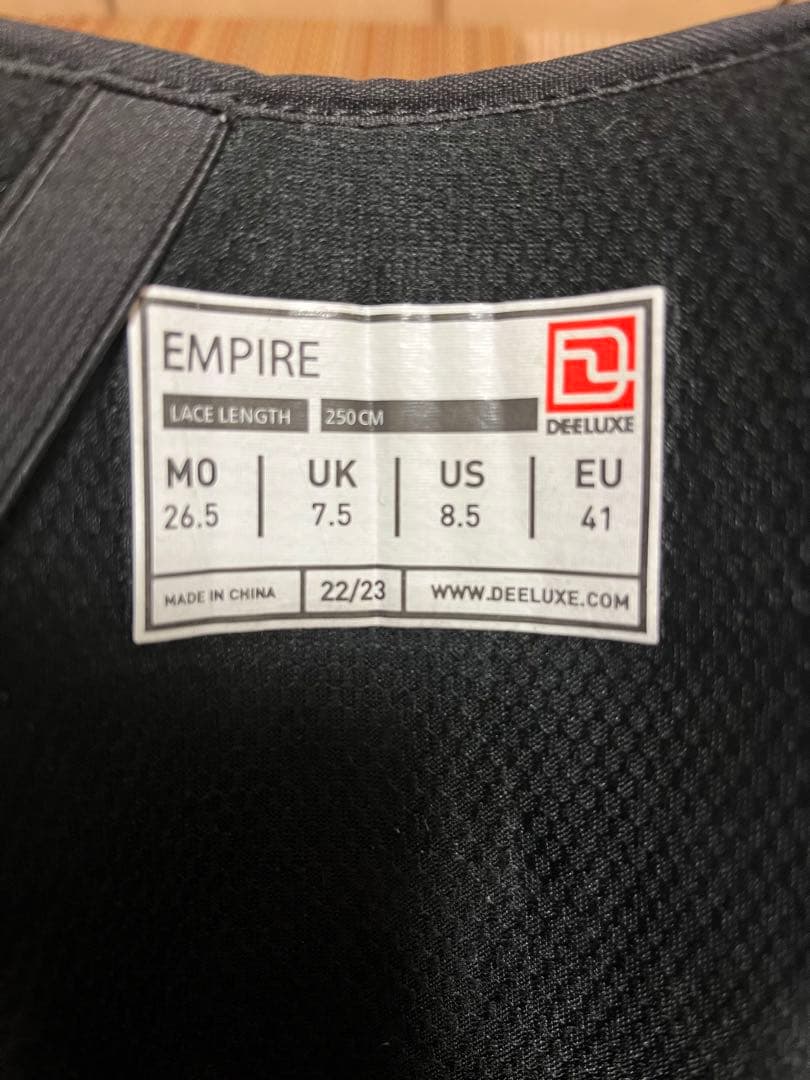 EMPIRE
LACE LENGTH 250 CM
DEELUXE
MO UK US EU
26.5 7.5 8.5 41
MADE IN CHINA 22/23 WWW.DEELUXE.COM